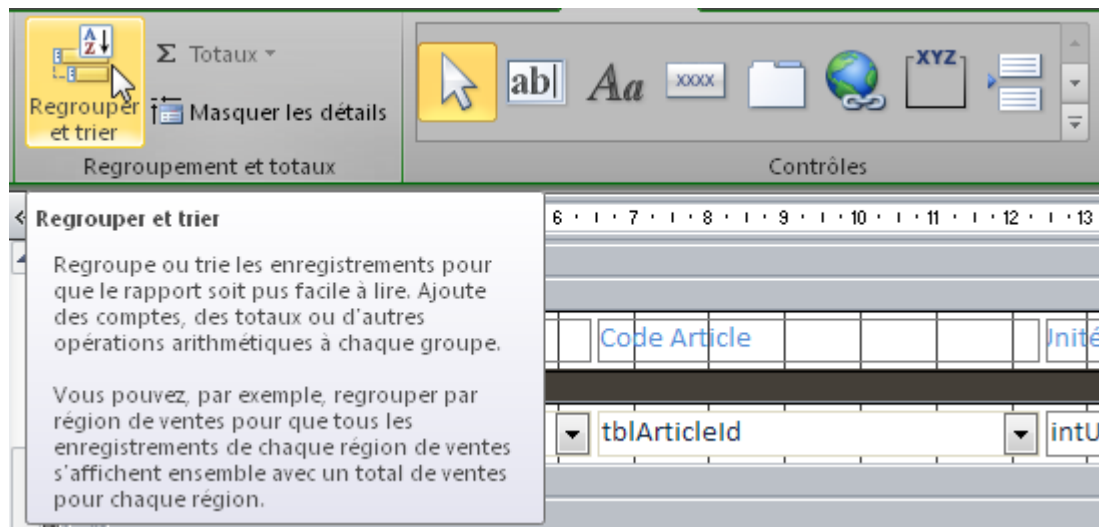 Regrouper
et trier
Σ Totaux
Masquer les détails
Regroupement et totaux
ab|
Aa
XXXX
XYZ
Contrôles
Regrouper et trier
Regroupe ou trie les enregistrements pour
que le rapport soit pus facile à lire. Ajoute
des comptes, des totaux ou d'autres
opérations arithmétiques à chaque groupe.
Vous pouvez, par exemple, regrouper par
région de ventes pour que tous les
enregistrements de chaque région de ventes
s'affichent ensemble avec un total de ventes
pour chaque région.
6 · ı · 7 · ı · 8 · ı · 9 · ı · 10 · ı · 11 · ı · 12 · ı · 13
Code Article
Unité
tblArticleId
intU